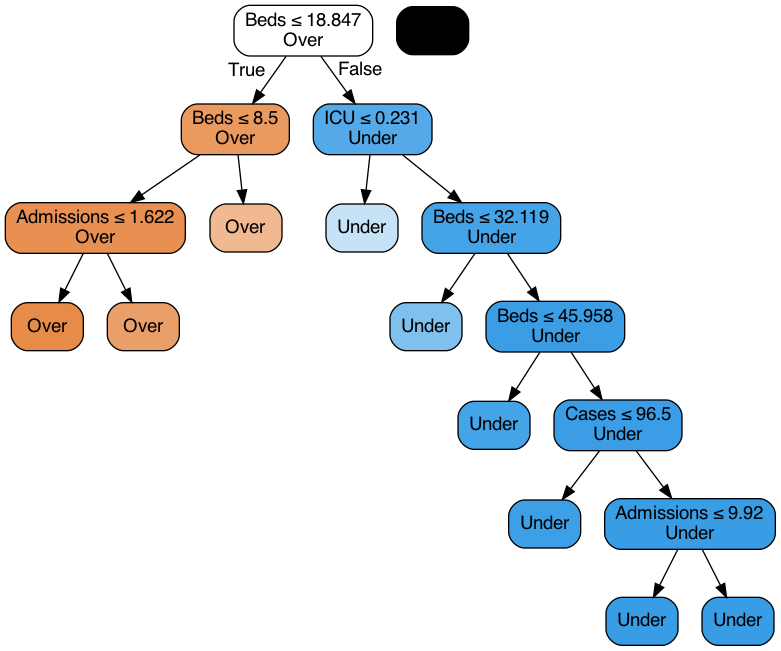 Beds ≤ 18.847
Over
True
False
Beds ≤ 8.5
Over
ICU ≤ 0.231
Under
Admissions ≤ 1.622
Over
Over
Under
Beds ≤ 32.119
Under
Over
Over
Under
Beds ≤ 45.958
Under
Under
Cases ≤ 96.5
Under
Under
Admissions ≤ 9.92
Under
Under
Under